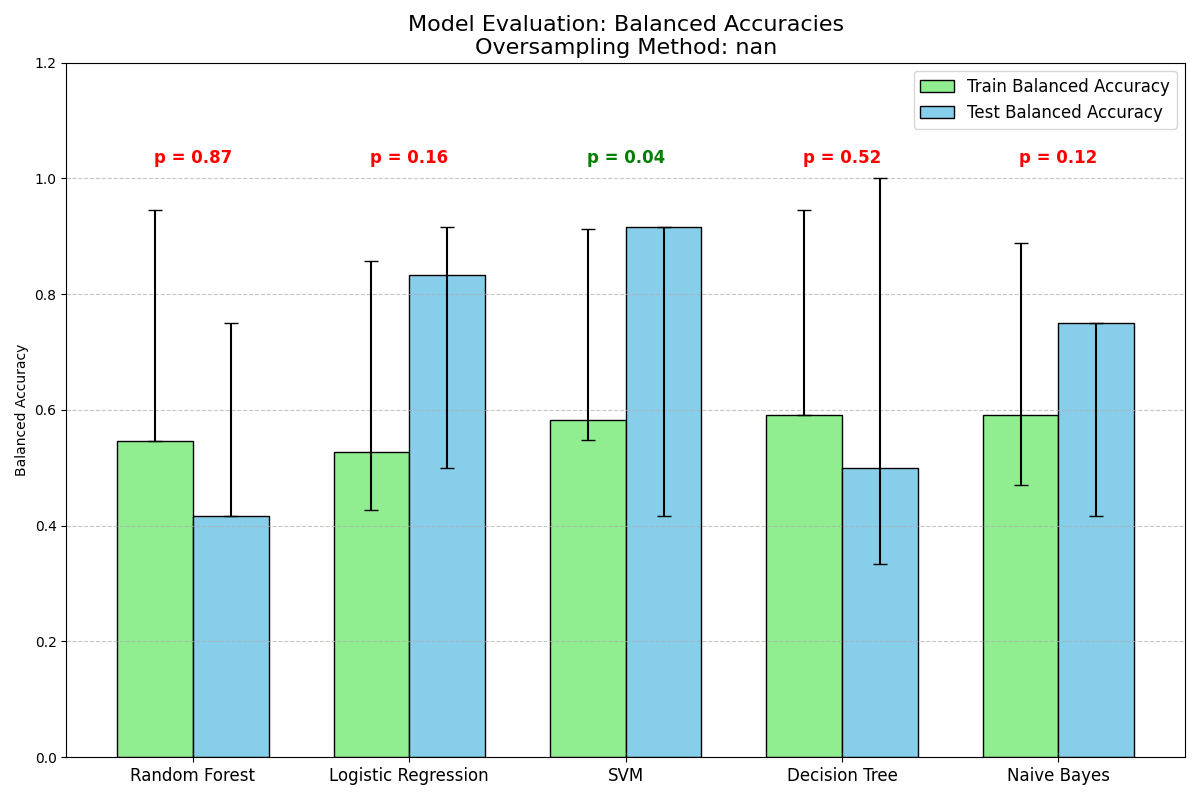 Model Evaluation: Balanced Accuracies
Oversampling Method: nan
Train Balanced Accuracy
Test Balanced Accuracy
p = 0.87
p = 0.16
p = 0.04
p = 0.52
p = 0.12
Balanced Accuracy
1.2
1.0
0.8
0.6
0.4
0.2
0.0
Random Forest
Logistic Regression
SVM
Decision Tree
Naive Bayes